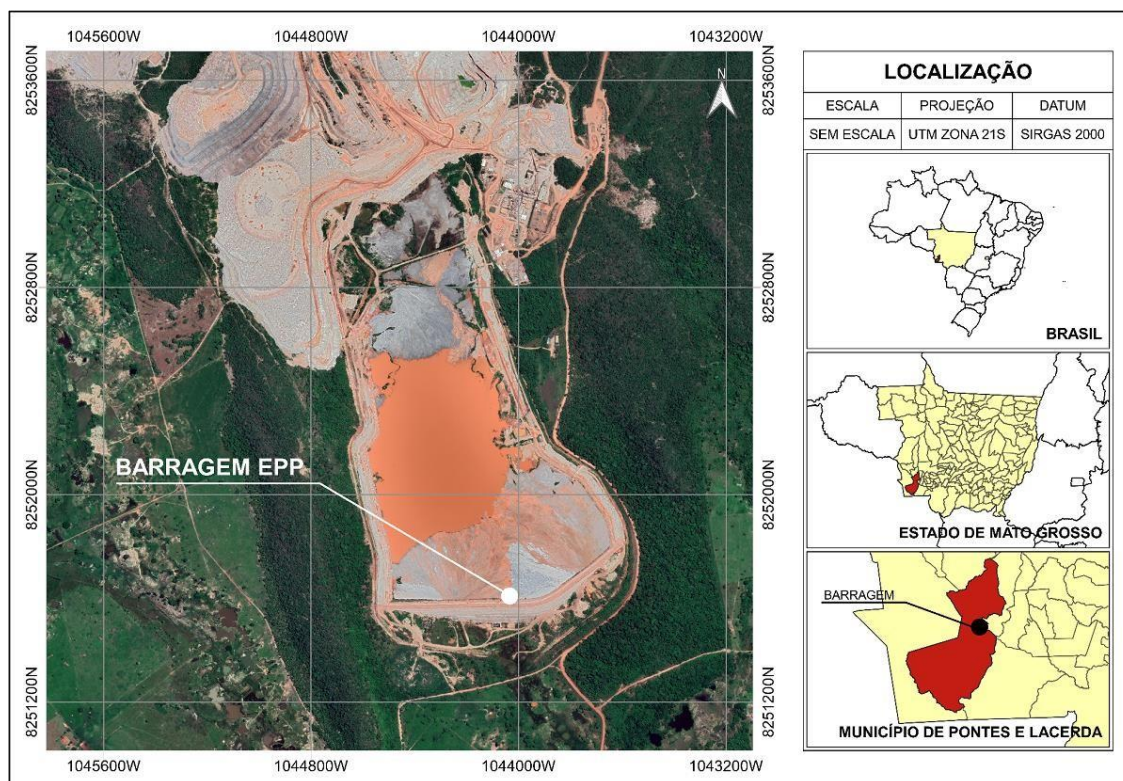 1045600W
1044800W
1044000W
1043200W
8253600N
8253600N
8252800N
8252800N
8252000N
8252000N
8251200N
8251200N
N
BARRAGEM EPP
1045600W
1044800W
1044000W
1043200W
LOCALIZAÇÃO
ESCALA PROJEÇÃO DATUM
SEM ESCALA UTM ZONA 21S SIRGAS 2000
BRASIL
ESTADO DE MATO GROSSO
BARRAGEM
MUNICÍPIO DE PONTES E LACERDA